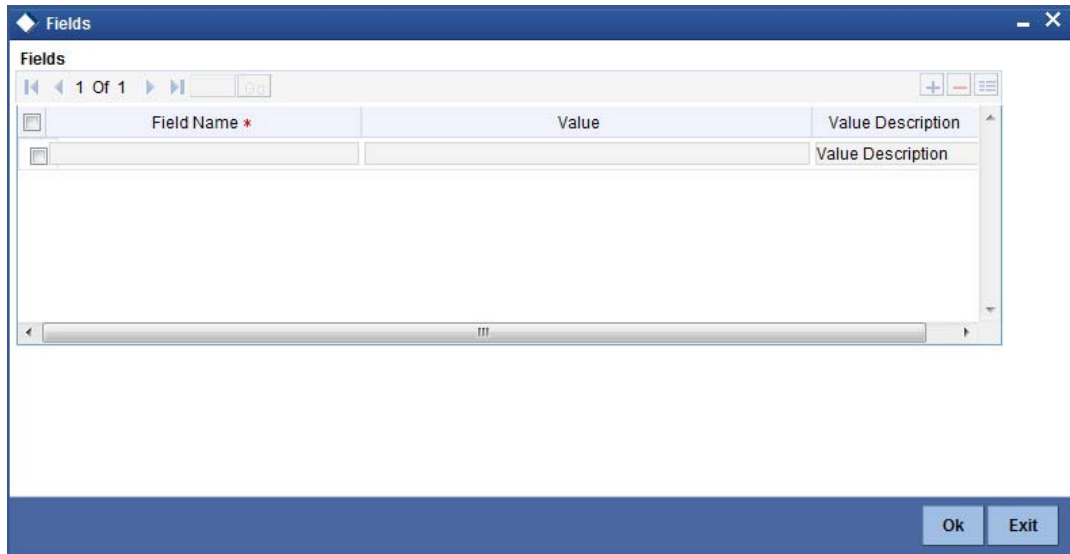 Fields
Fields
1 Of 1 Go
Field Name * Value Value Description
Value Description
Ok Exit